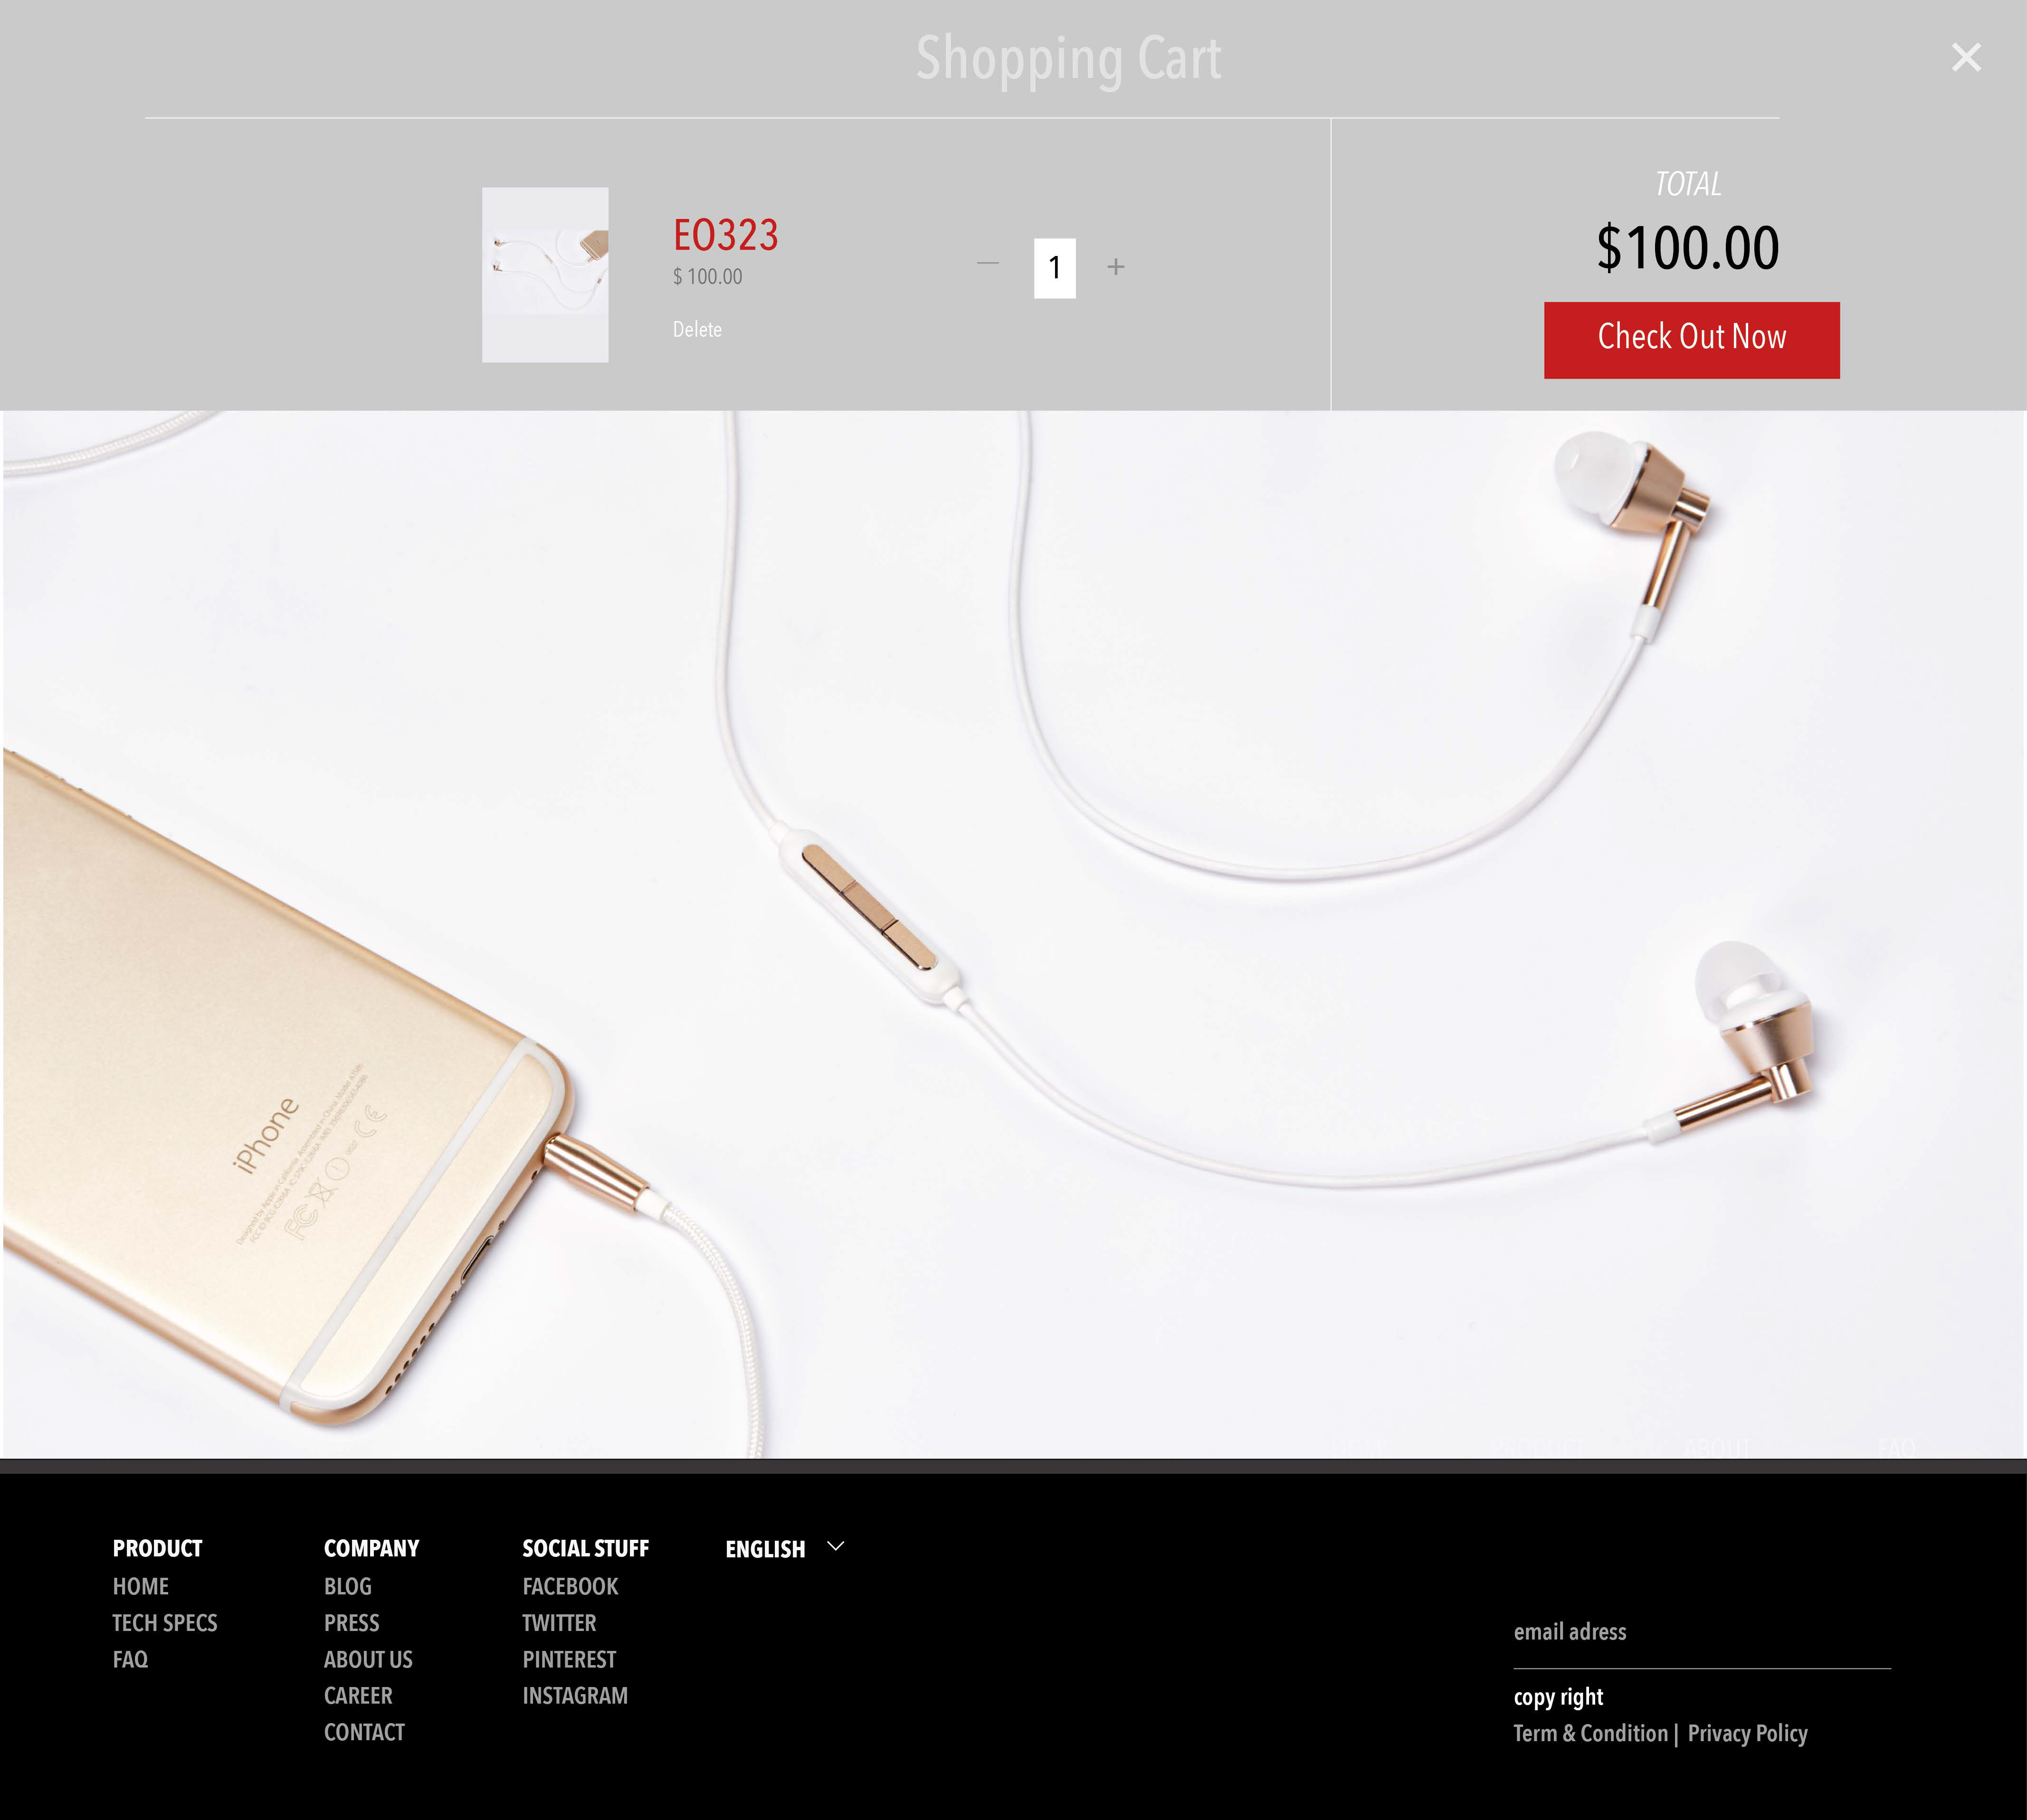 Shopping Cart
TOTAL
EO323
$100.00
$ 100.00
1
Delete
Check Out Now
iPhone
ABOUT
FAQ
PRODUCT
COMPANY
SOCIAL STUFF
ENGLISH
HOME
BLOG
FACEBOOK
TECH SPECS
PRESS
TWITTER
FAQ
ABOUT US
PINTEREST
CAREER
INSTAGRAM
CONTACT
email adress
copy right
Term & Condition | Privacy Policy